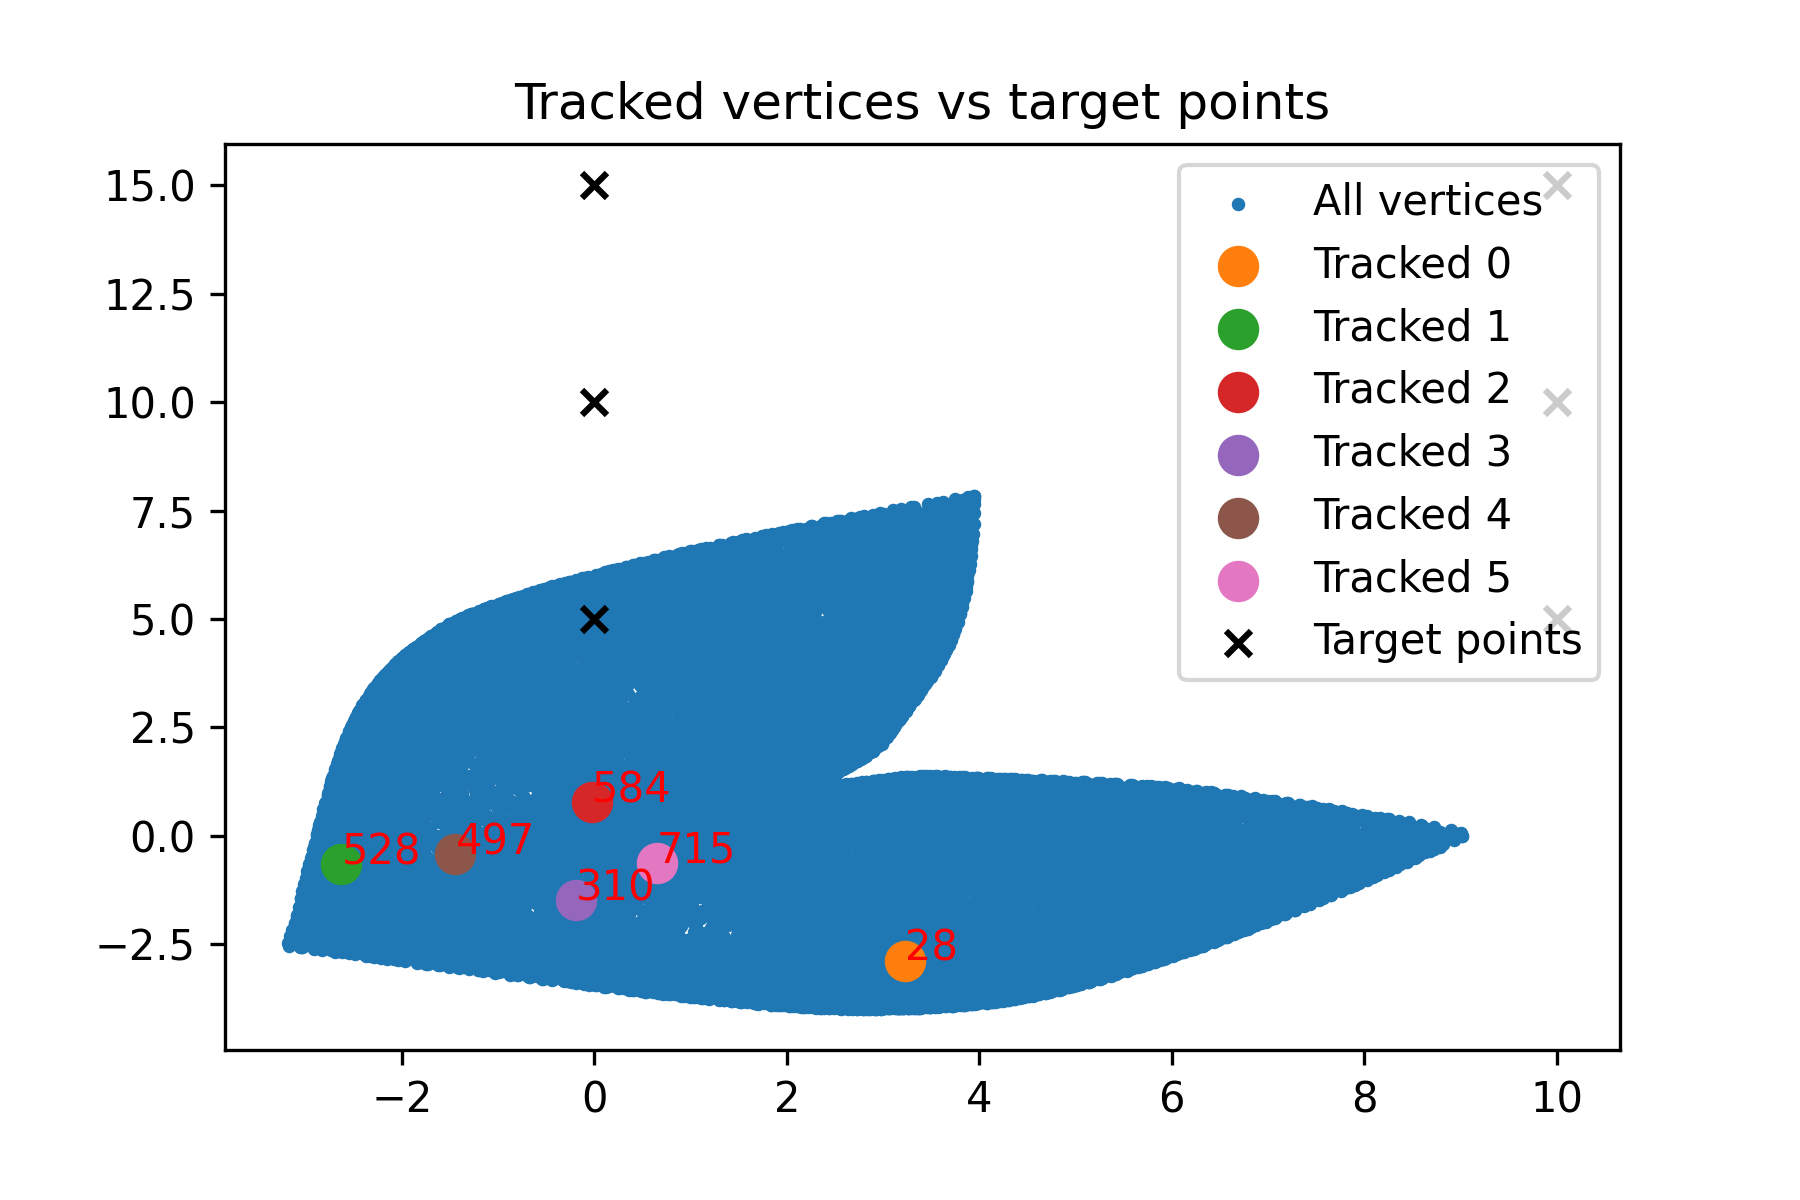 Tracked vertices vs target points
15.0
12.5
10.0
7.5
5.0
2.5
0.0
−2.5
−2
0
2
4
6
8
10
All vertices
Tracked 0
Tracked 1
Tracked 2
Tracked 3
Tracked 4
Tracked 5
Target points
584
528
497
715
310
28